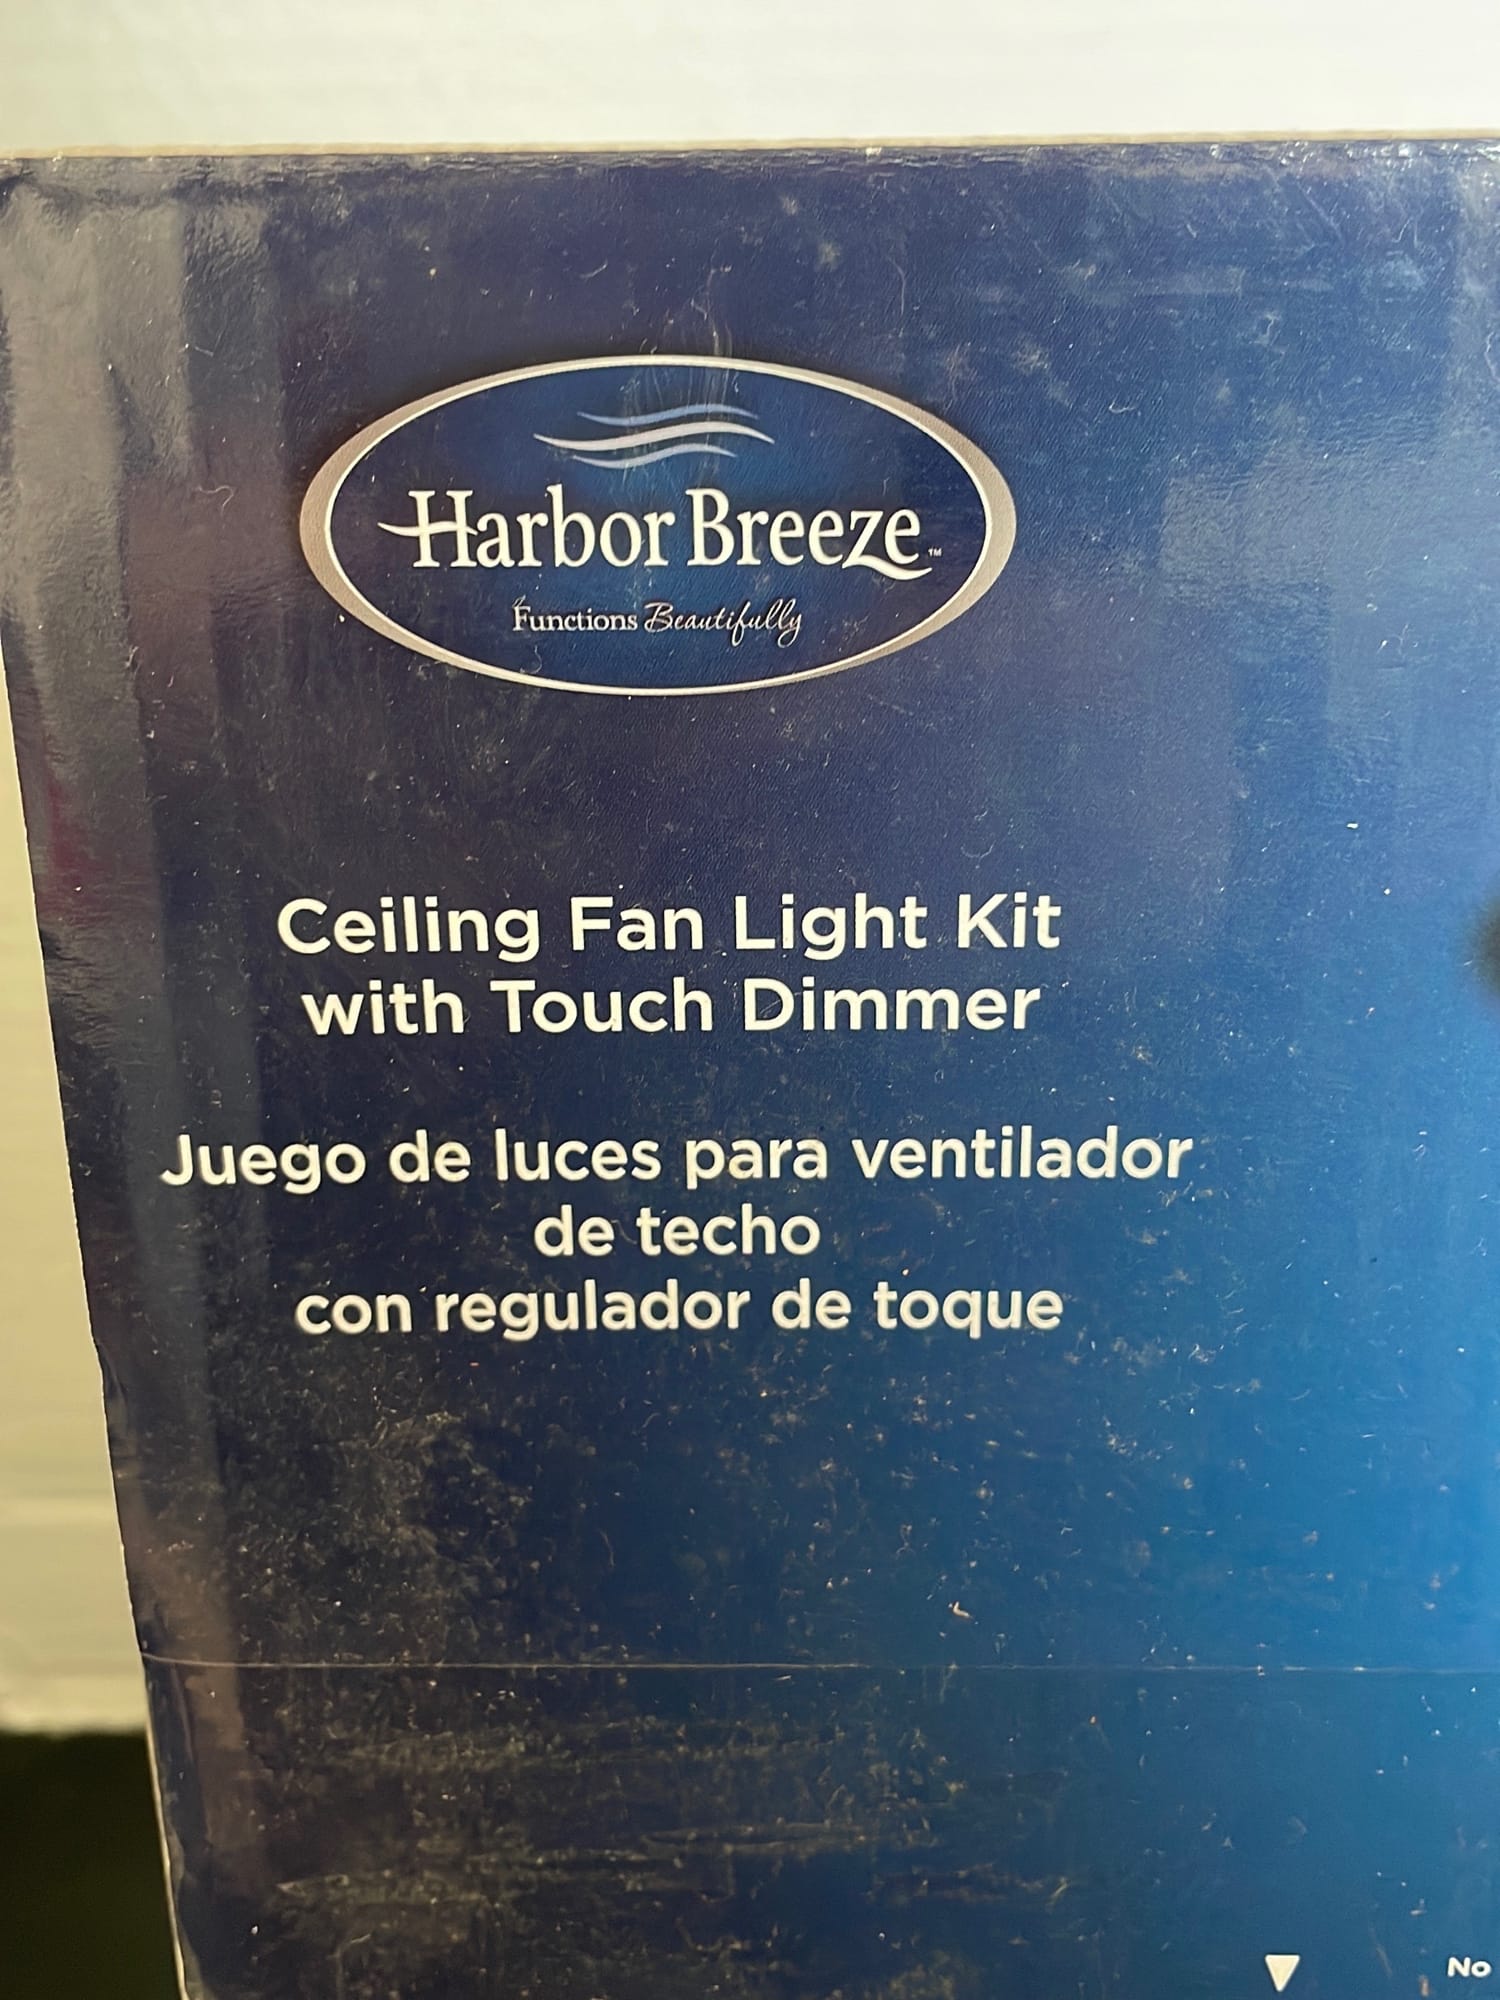 Harbor Breeze™
Functions Beautifully
Ceiling Fan Light Kit
with Touch Dimmer
Juego de luces para ventilador
de techo
con regulador de toque
No